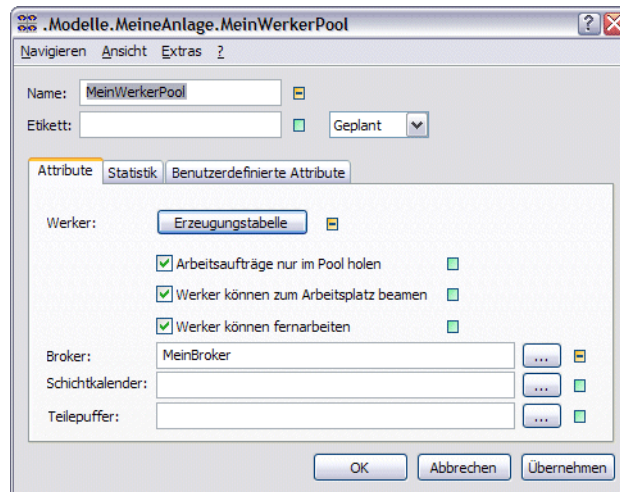 .Modelle.MeineAnlage.MeinWerkerPool ? X
Navigieren Ansicht Extras ?
Name: MeinWerkerPool
Etikett: Geplant
Attribute Statistik Benutzerdefinierte Attribute
Werker: Erzeugungstabelle
Arbeitsaufträge nur im Pool holen
Werker können zum Arbeitsplatz beamen
Werker können fernarbeiten
Broker: MeinBroker ...
Schichtkalender: ...
Teilepuffer: ...
OK Abbrechen Übernehmen